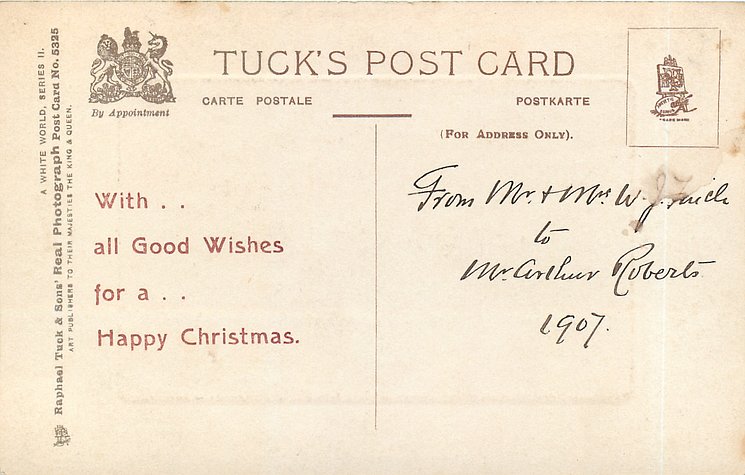 A WHITE WORLD, SERIES II.
Raphael Tuck & Sons' Real Photograph Post Card No. 5325
ART PUBLISHERS TO THEIR MAJESTIES THE KING & QUEEN.
By Appointment
TUCK'S POST CARD
CARTE POSTALE
POSTKARTE
(FOR ADDRESS ONLY).
TRADE MARK
With . .
all Good Wishes
for a . .
Happy Christmas.
From Mr. & Mrs W. J.
to
Mr Arthur Roberts
1907.